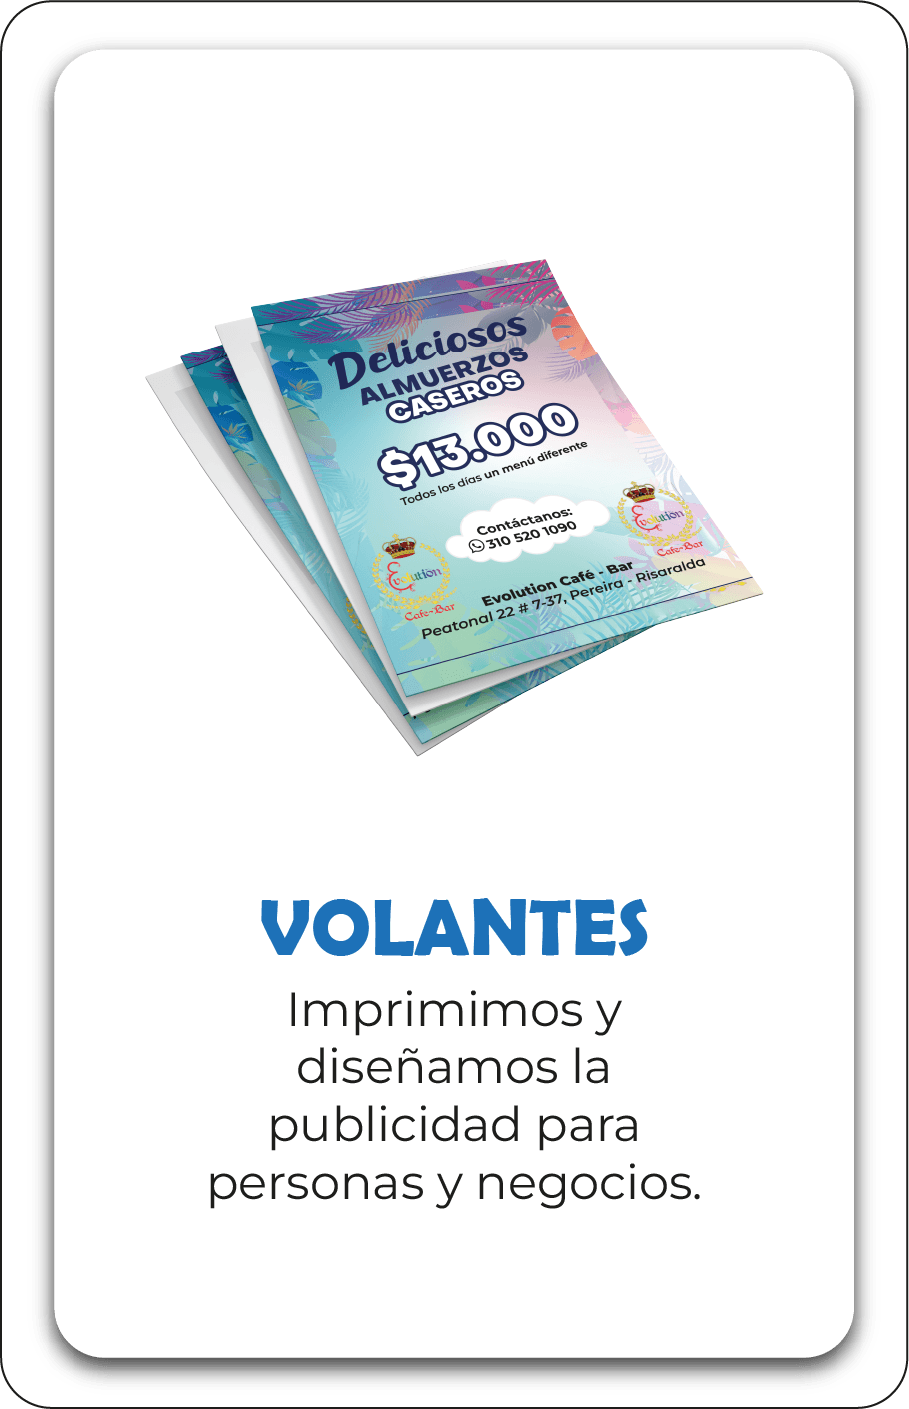 Deliciosos
ALMUERZOS
CASEROS
$13.000
Todos los días un menú diferente
Contáctanos:
310 520 1090
Evolution
Cafe-Bar
Evolution
Cafe-Bar
Evolution Café - Bar
Peatonal 22 # 7-37, Pereira - Risaralda
VOLANTES
Imprimimos y
diseñamos la
publicidad para
personas y negocios.